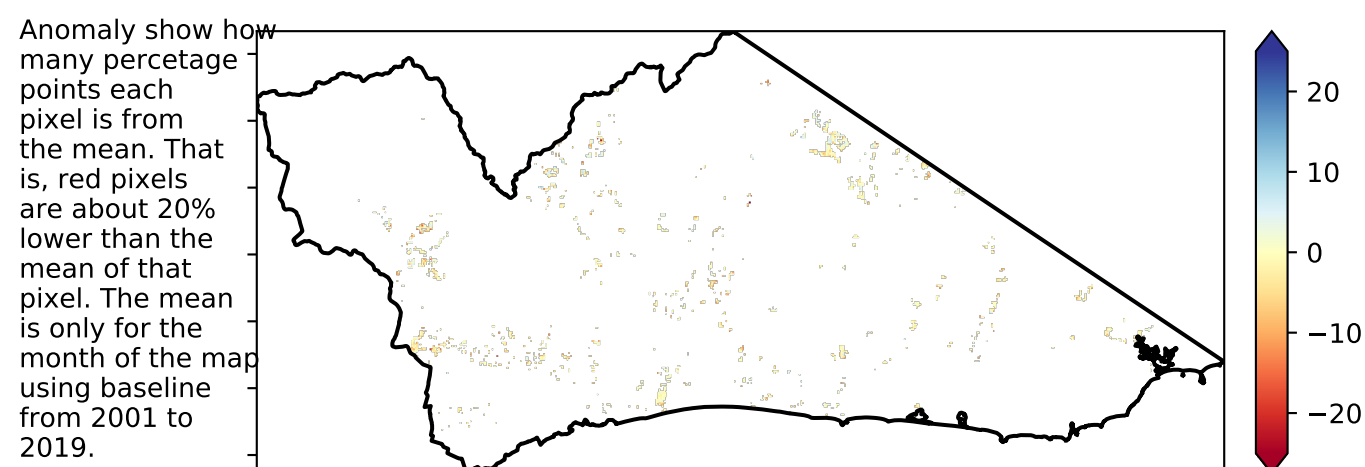 Anomaly show how
many percetage
points each
pixel is from
the mean. That
is, red pixels
are about 20%
lower than the
mean of that
pixel. The mean
is only for the
month of the map
using baseline
from 2001 to
2019.
20
10
0
−10
−20